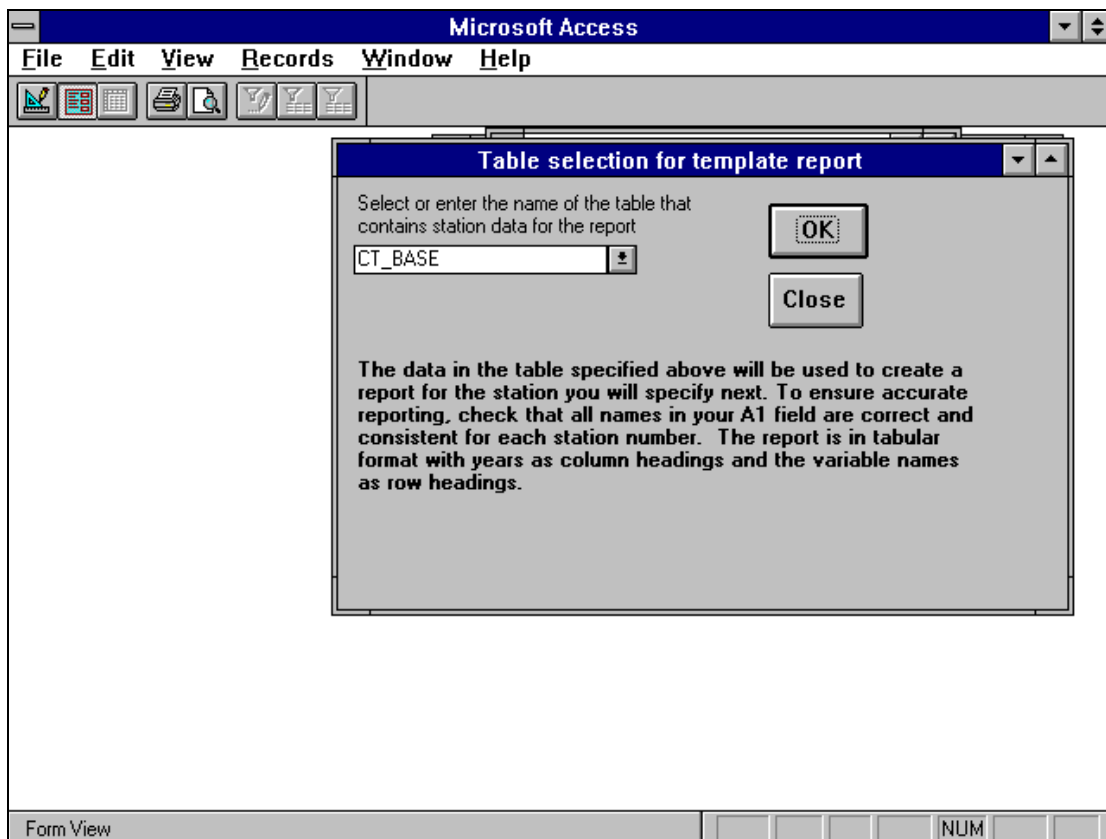 Microsoft Access
File Edit View Records Window Help
Table selection for template report
Select or enter the name of the table that
contains station data for the report
OK
CT_BASE
Close
The data in the table specified above will be used to create a
report for the station you will specify next. To ensure accurate
reporting, check that all names in your A1 field are correct and
consistent for each station number.  The report is in tabular
format with years as column headings and the variable names
as row headings.
Form View
NUM